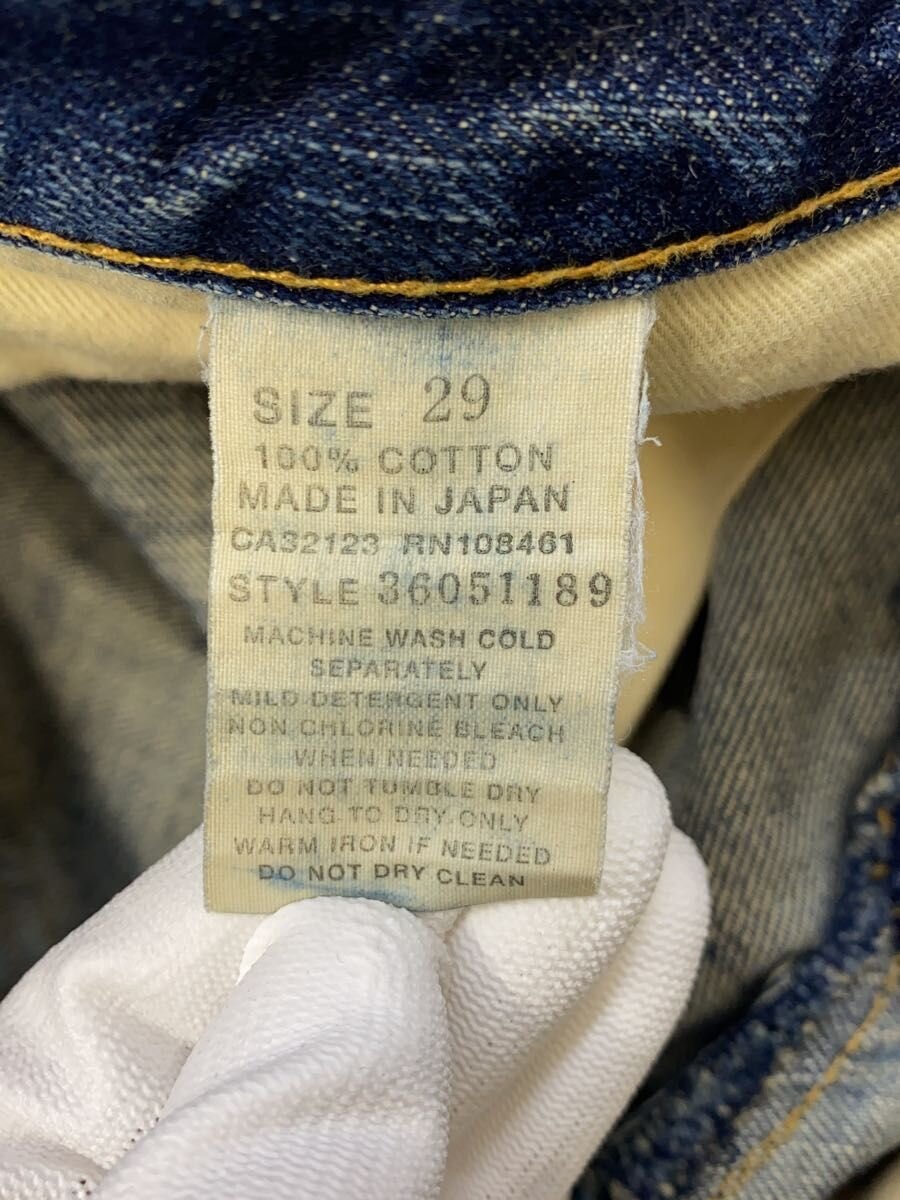 SIZE 29
100% COTTON
MADE IN JAPAN
CA32123 RN108461
STYLE 36051189
MACHINE WASH COLD
SEPARATELY
MILD DETERGENT ONLY
NON CHLORINE BLEACH
WHEN NEEDED
DO NOT TUMBLE DRY
HANG TO DRY ONLY
WARM IRON IF NEEDED
DO NOT DRY CLEAN